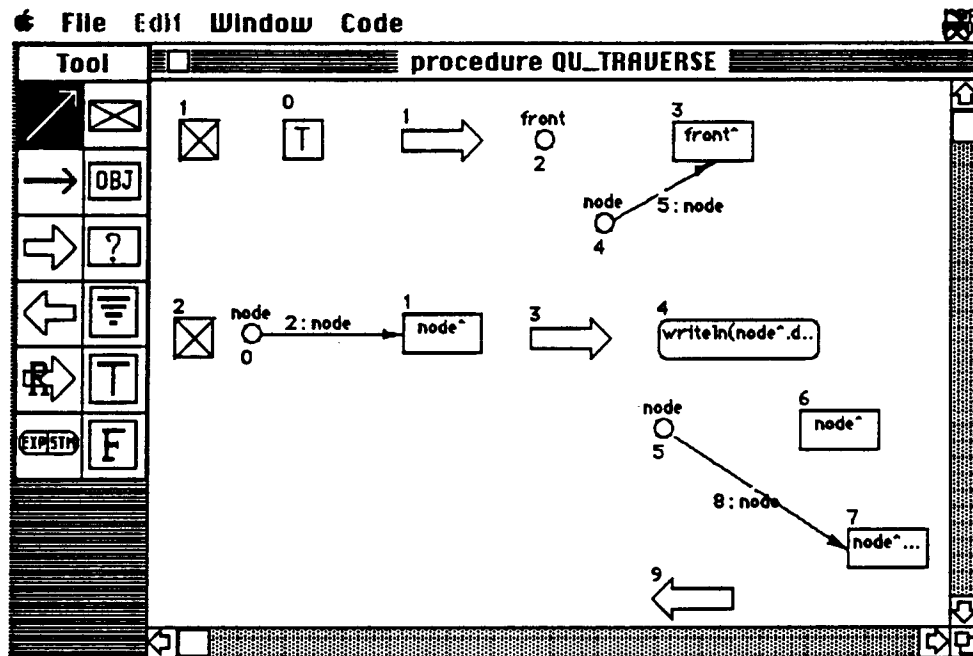 File Edit Window Code
Tool
procedure QU_TRAVERSE
1 0 1 front 3
T 2 front^
node 5:node
4
OBJ
?
2 node 2:node 1 3 4
0 node^ writeln(node^.d..
R T
node 6
5 node^
EXP STM F
8:node
7
node^...
9